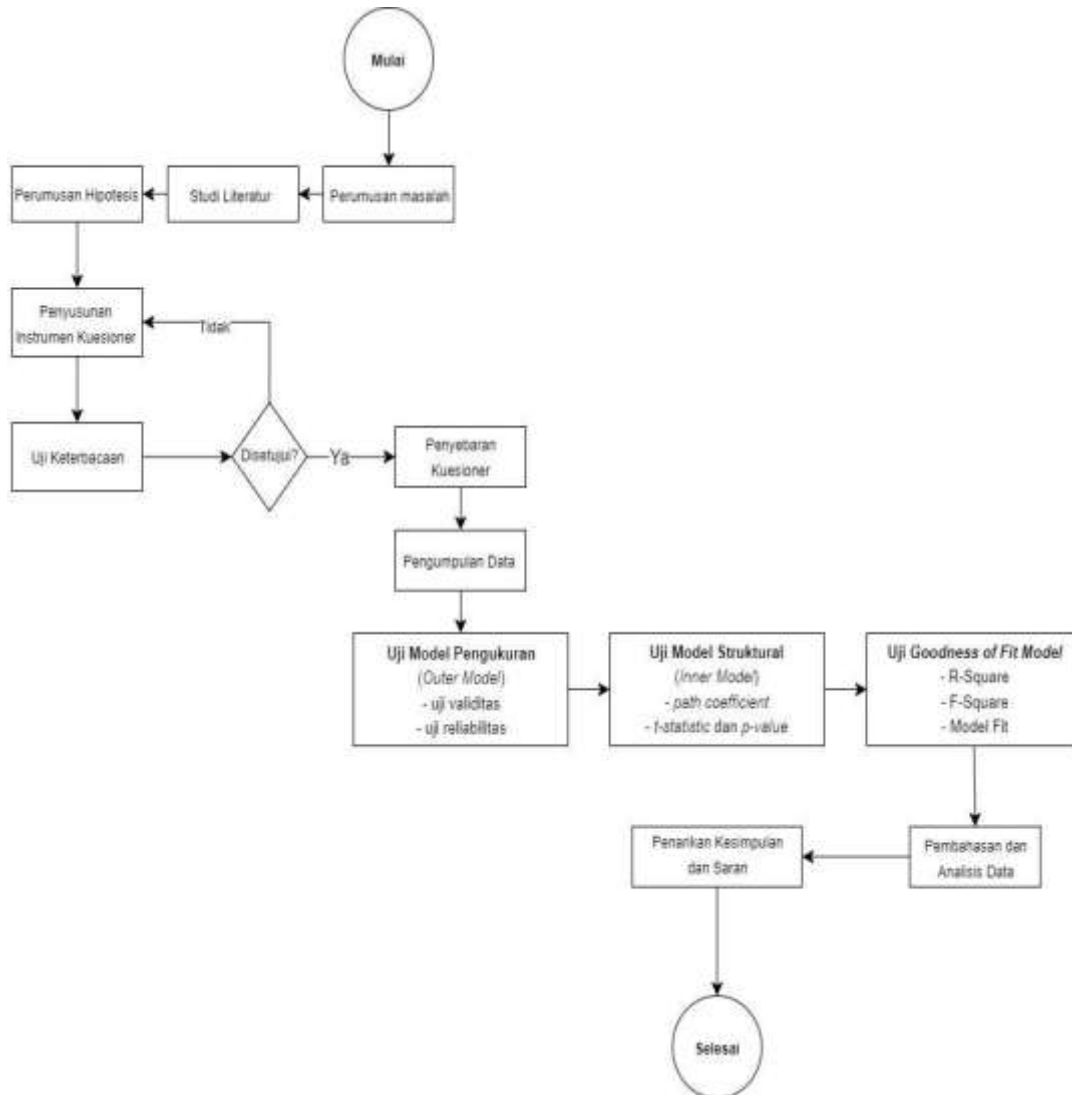 Mulai
Perumusan masalah
Studi Literatur
Perumusan Hipotesis
Penyusunan
Instrumen Kuesioner
Tidak
Uji Keterbacaan
Disetujui?
Ya
Penyebaran
Kuesioner
Pengumpulan Data
Uji Model Pengukuran
(Outer Model)
- uji validitas
- uji reliabilitas
Uji Model Struktural
(Inner Model)
- path coefficient
- t-statistic dan p-value
Uji Goodness of Fit Model
- R-Square
- F-Square
- Model Fit
Pembahasan dan
Analisis Data
Penarikan Kesimpulan
dan Saran
Selesai